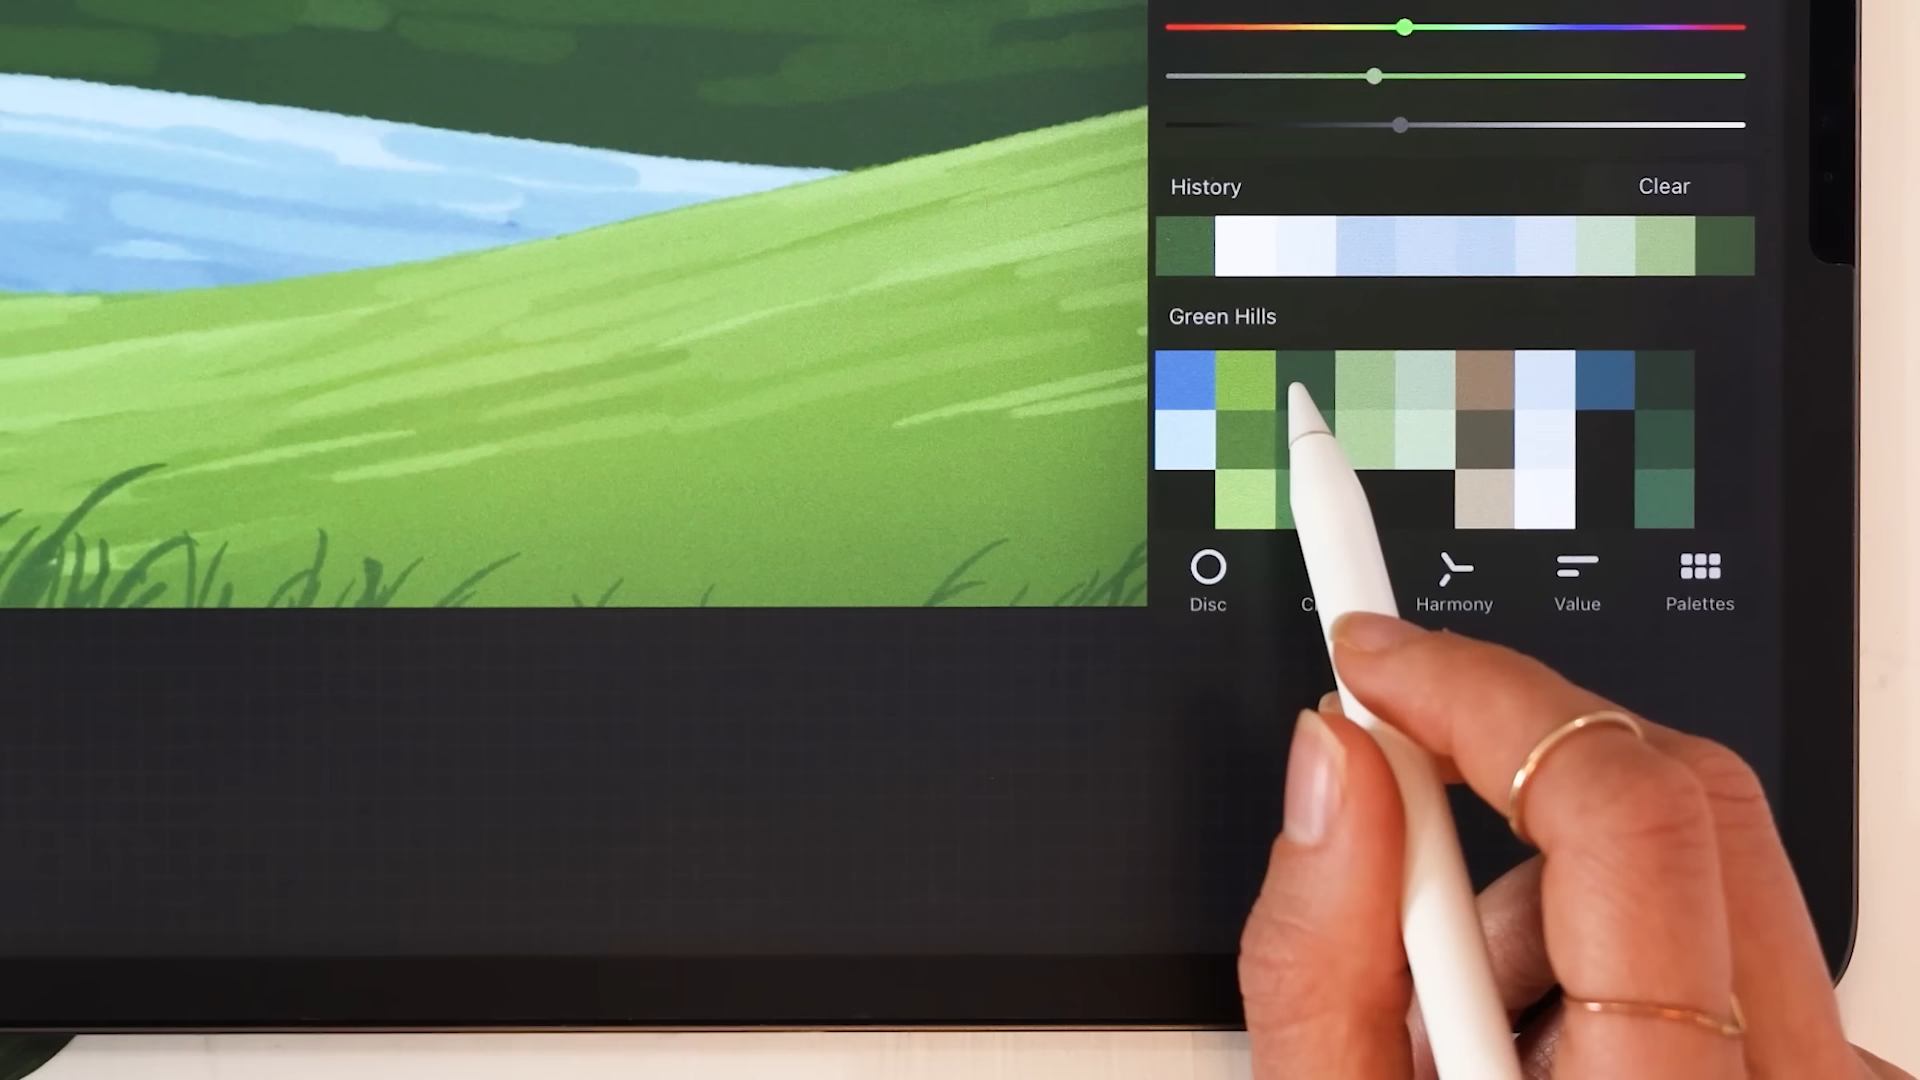 History
Clear
Green Hills
Disc
Harmony
Value
Palettes